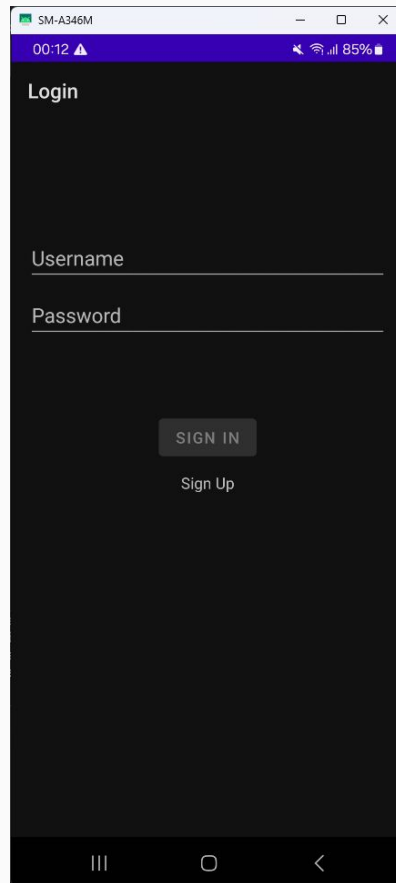 SM-A346M
00:12 85%
Login
Username
Password
SIGN IN
Sign Up